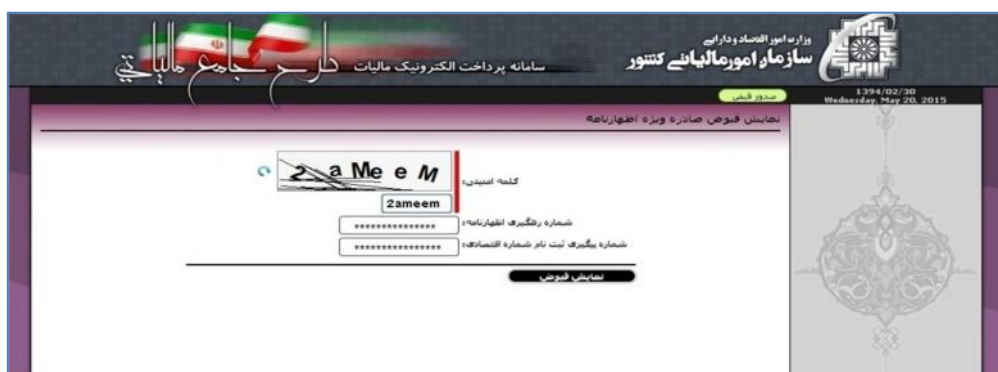 وزارت امور اقتصاد و دارایی
سازمان امور مالیاتی کشور
سامانه پرداخت الکترونیک مالیات
طرح جامع مالیاتی
1394/02/30
Wednesday, May 20, 2015
صدور قبض
نمایش قبوض صادره ویژه اظهارنامه
2 a Me e M
کلمه امنیتی:
2ameem
شماره رهگیری اظهارنامه:
***************
شماره پیگیری ثبت نام شماره اقتصادی:
****************
نمایش قبوض